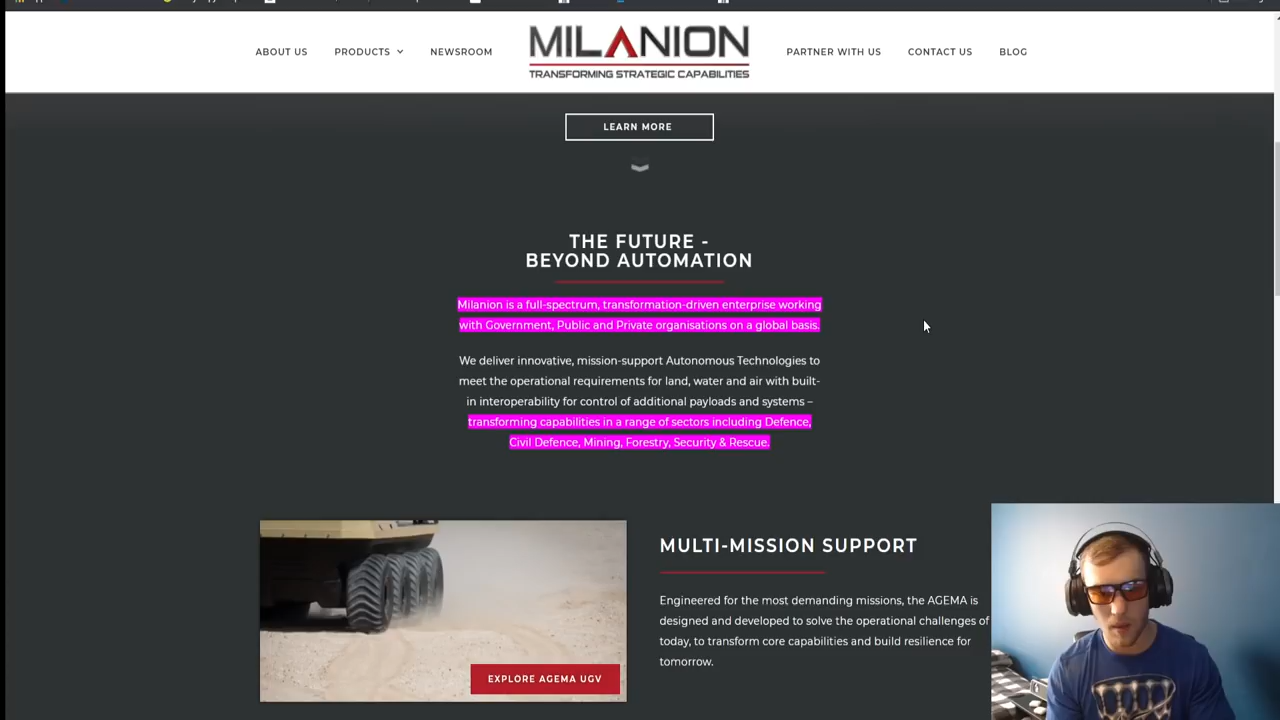 ABOUT US
PRODUCTS
NEWSROOM
MILANION
TRANSFORMING STRATEGIC CAPABILITIES
PARTNER WITH US
CONTACT US
BLOG
LEARN MORE
THE FUTURE -
BEYOND AUTOMATION
Milanion is a full-spectrum, transformation-driven enterprise working
with Government, Public and Private organisations on a global basis.
We deliver innovative, mission-support Autonomous Technologies to
meet the operational requirements for land, water and air with built-
in interoperability for control of additional payloads and systems –
transforming capabilities in a range of sectors including Defence,
Civil Defence, Mining, Forestry, Security & Rescue.
EXPLORE AGEMA UGV
MULTI-MISSION SUPPORT
Engineered for the most demanding missions, the AGEMA is
designed and developed to solve the operational challenges of
today, to transform core capabilities and build resilience for
tomorrow.